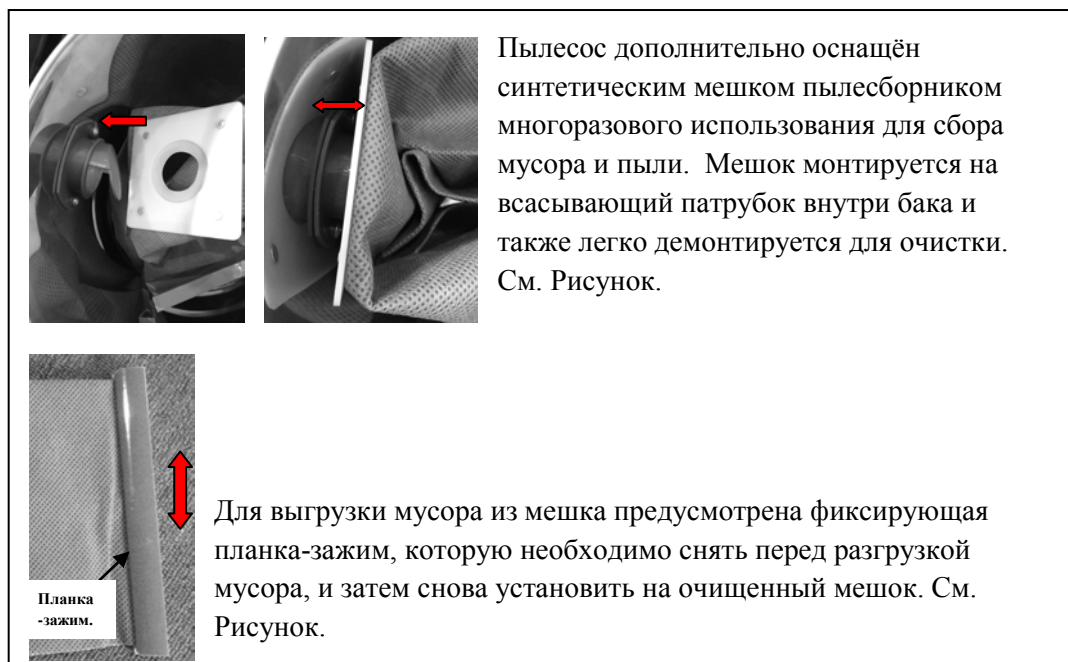 Пылесос дополнительно оснащён
синтетическим мешком пылесборником
многоразового использования для сбора
мусора и пыли. Мешок монтируется на
всасывающий патрубок внутри бака и
также легко демонтируется для очистки.
См. Рисунок.
Для выгрузки мусора из мешка предусмотрена фиксирующая
планка-зажим, которую необходимо снять перед разгрузкой
мусора, и затем снова установить на очищенный мешок. См.
Рисунок.
Планка
-зажим.